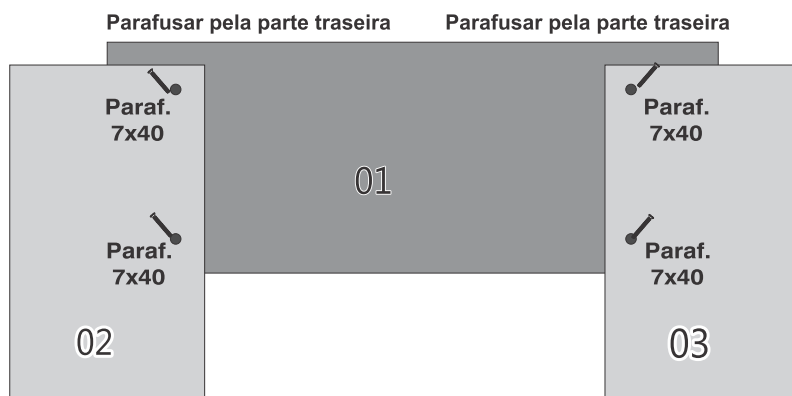 Parafusar pela parte traseira
Parafusar pela parte traseira
Paraf.
7x40
Paraf.
7x40
01
Paraf.
7x40
Paraf.
7x40
02
03